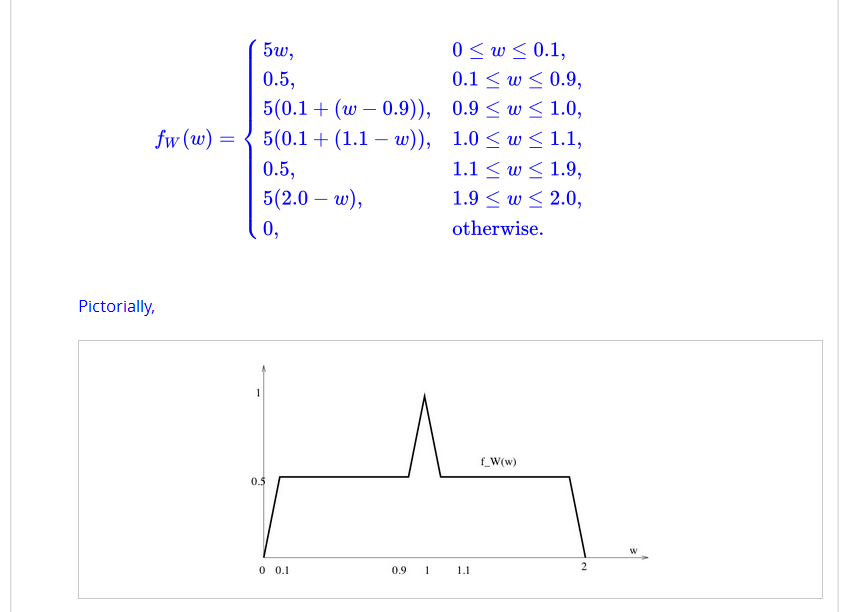 5w, 0 ≤ w ≤ 0.1,
0.5, 0.1 ≤ w ≤ 0.9,
5(0.1 + (w − 0.9)), 0.9 ≤ w ≤ 1.0,
f_W(w) = { 5(0.1 + (1.1 − w)), 1.0 ≤ w ≤ 1.1,
0.5, 1.1 ≤ w ≤ 1.9,
5(2.0 − w), 1.9 ≤ w ≤ 2.0,
0, otherwise.
Pictorially,
1
f_W(w)
0.5
w
0 0.1 0.9 1 1.1 2